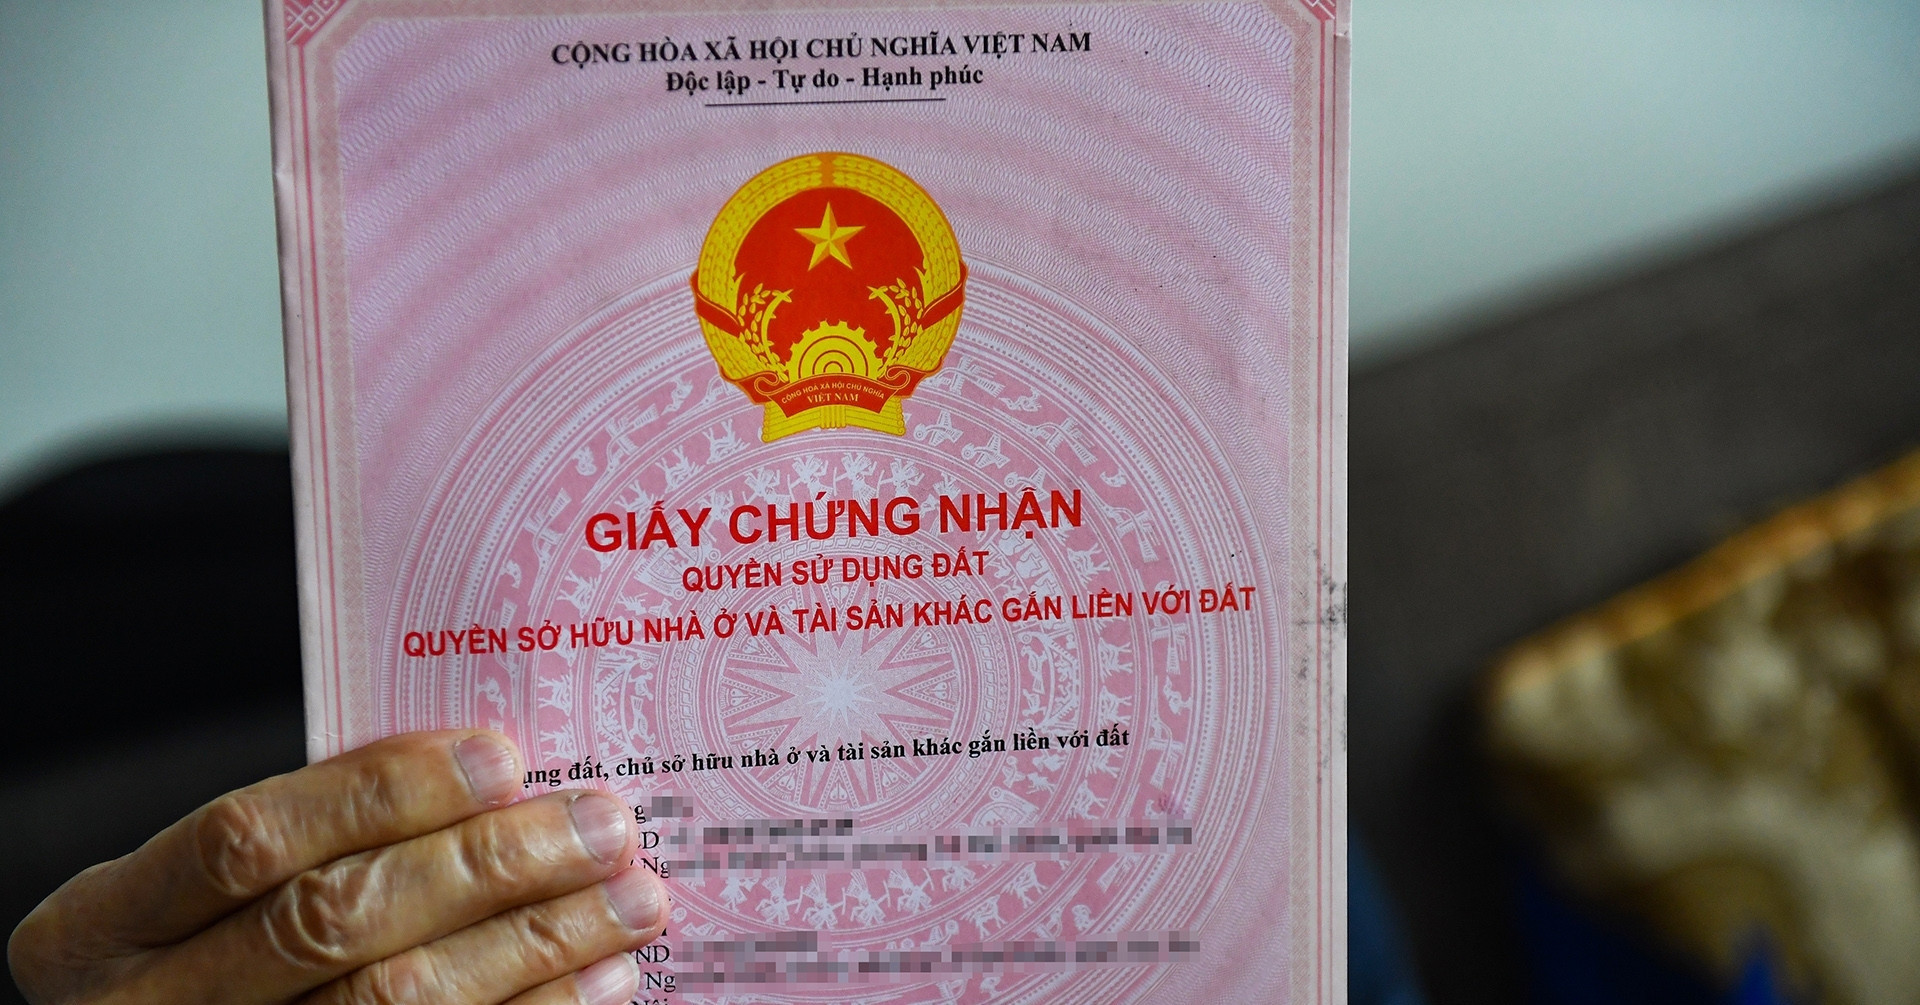 CỘNG HÒA XÃ HỘI CHỦ NGHĨA VIỆT NAM
Độc lập - Tự do - Hạnh phúc
CỘNG HOÀ XÃ HỘI CHỦ NGHĨA
VIỆT NAM
GIẤY CHỨNG NHẬN
QUYỀN SỬ DỤNG ĐẤT
QUYỀN SỞ HỮU NHÀ Ở VÀ TÀI SẢN KHÁC GẮN LIỀN VỚI ĐẤT
đất, chủ sở hữu nhà ở và tài sản khác gắn liền với đất